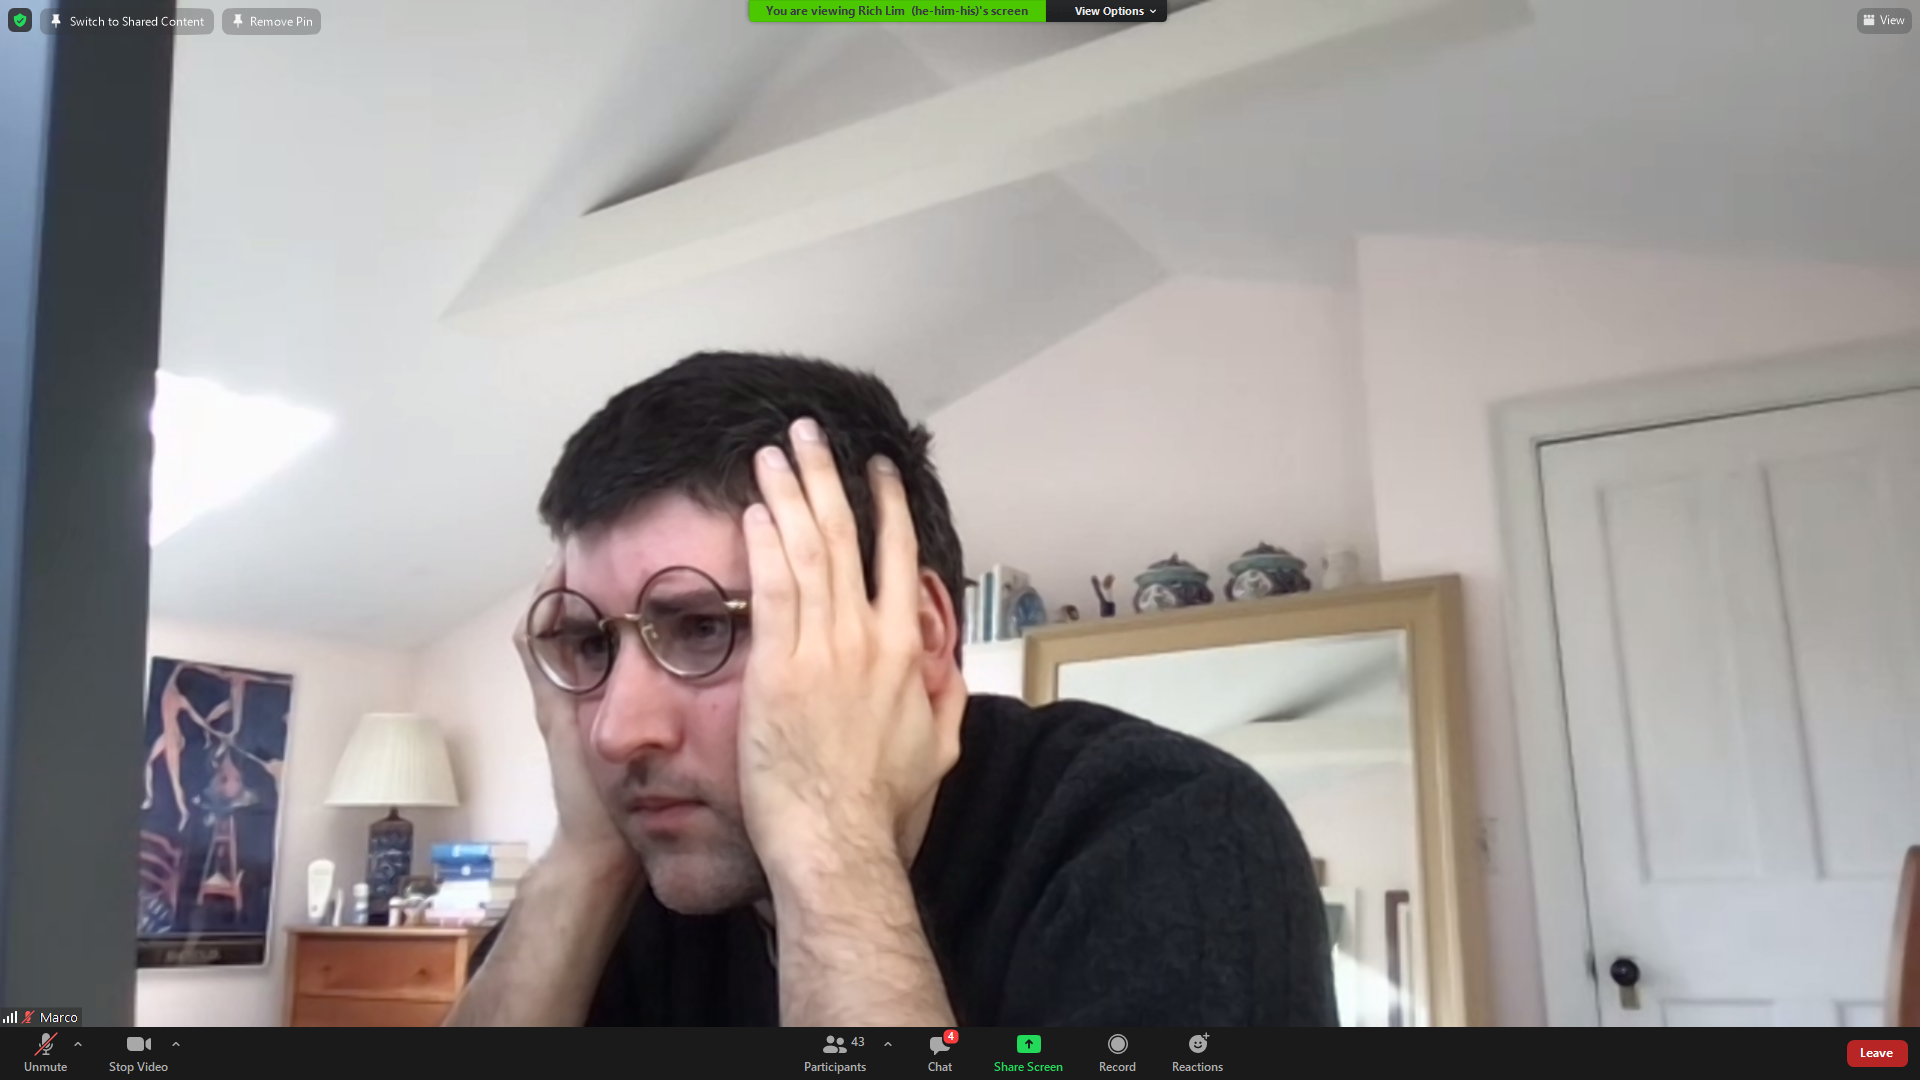 Switch to Shared Content
Remove Pin
You are viewing Rich Lim (he-him-his)'s screen
View Options
View
Marco
Unmute
Stop Video
43
Participants
4
Chat
Share Screen
Record
Reactions
Leave